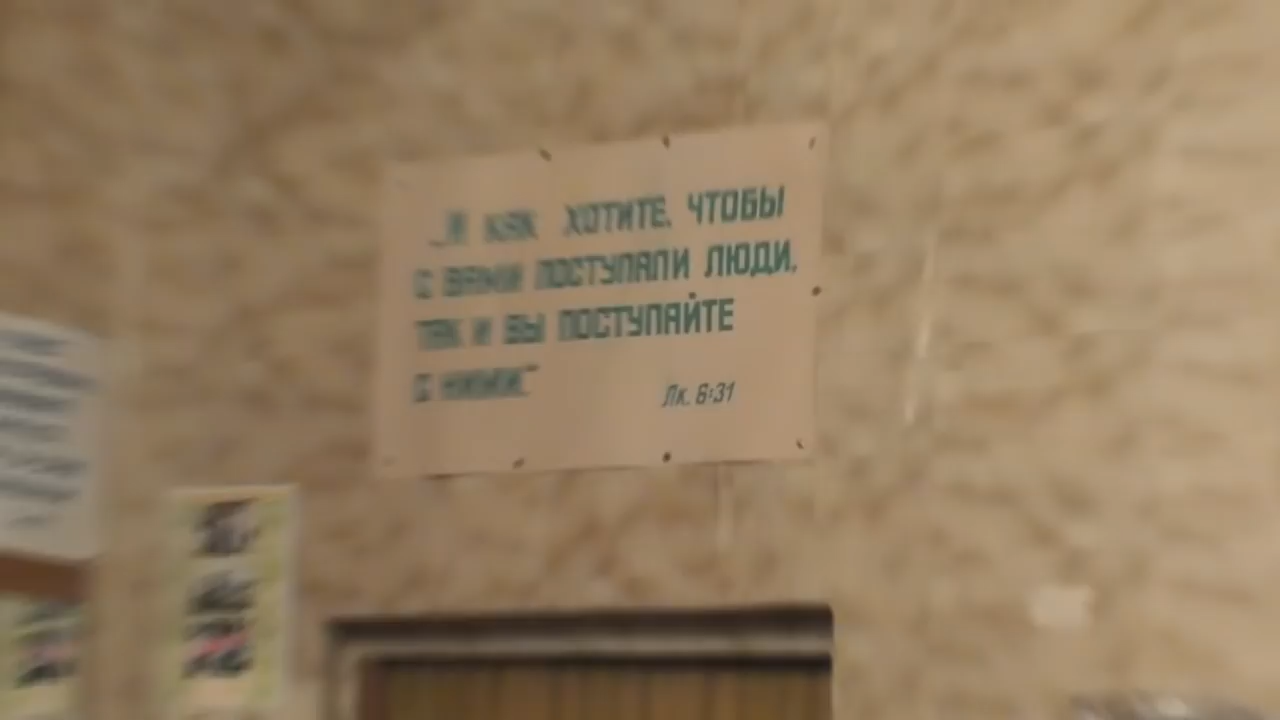 ...И КАК ХОТИТЕ, ЧТОБЫ
С ВАМИ ПОСТУПАЛИ ЛЮДИ,
ТАК И ВЫ ПОСТУПАЙТЕ
С НИМИ."
Лк. 6:31